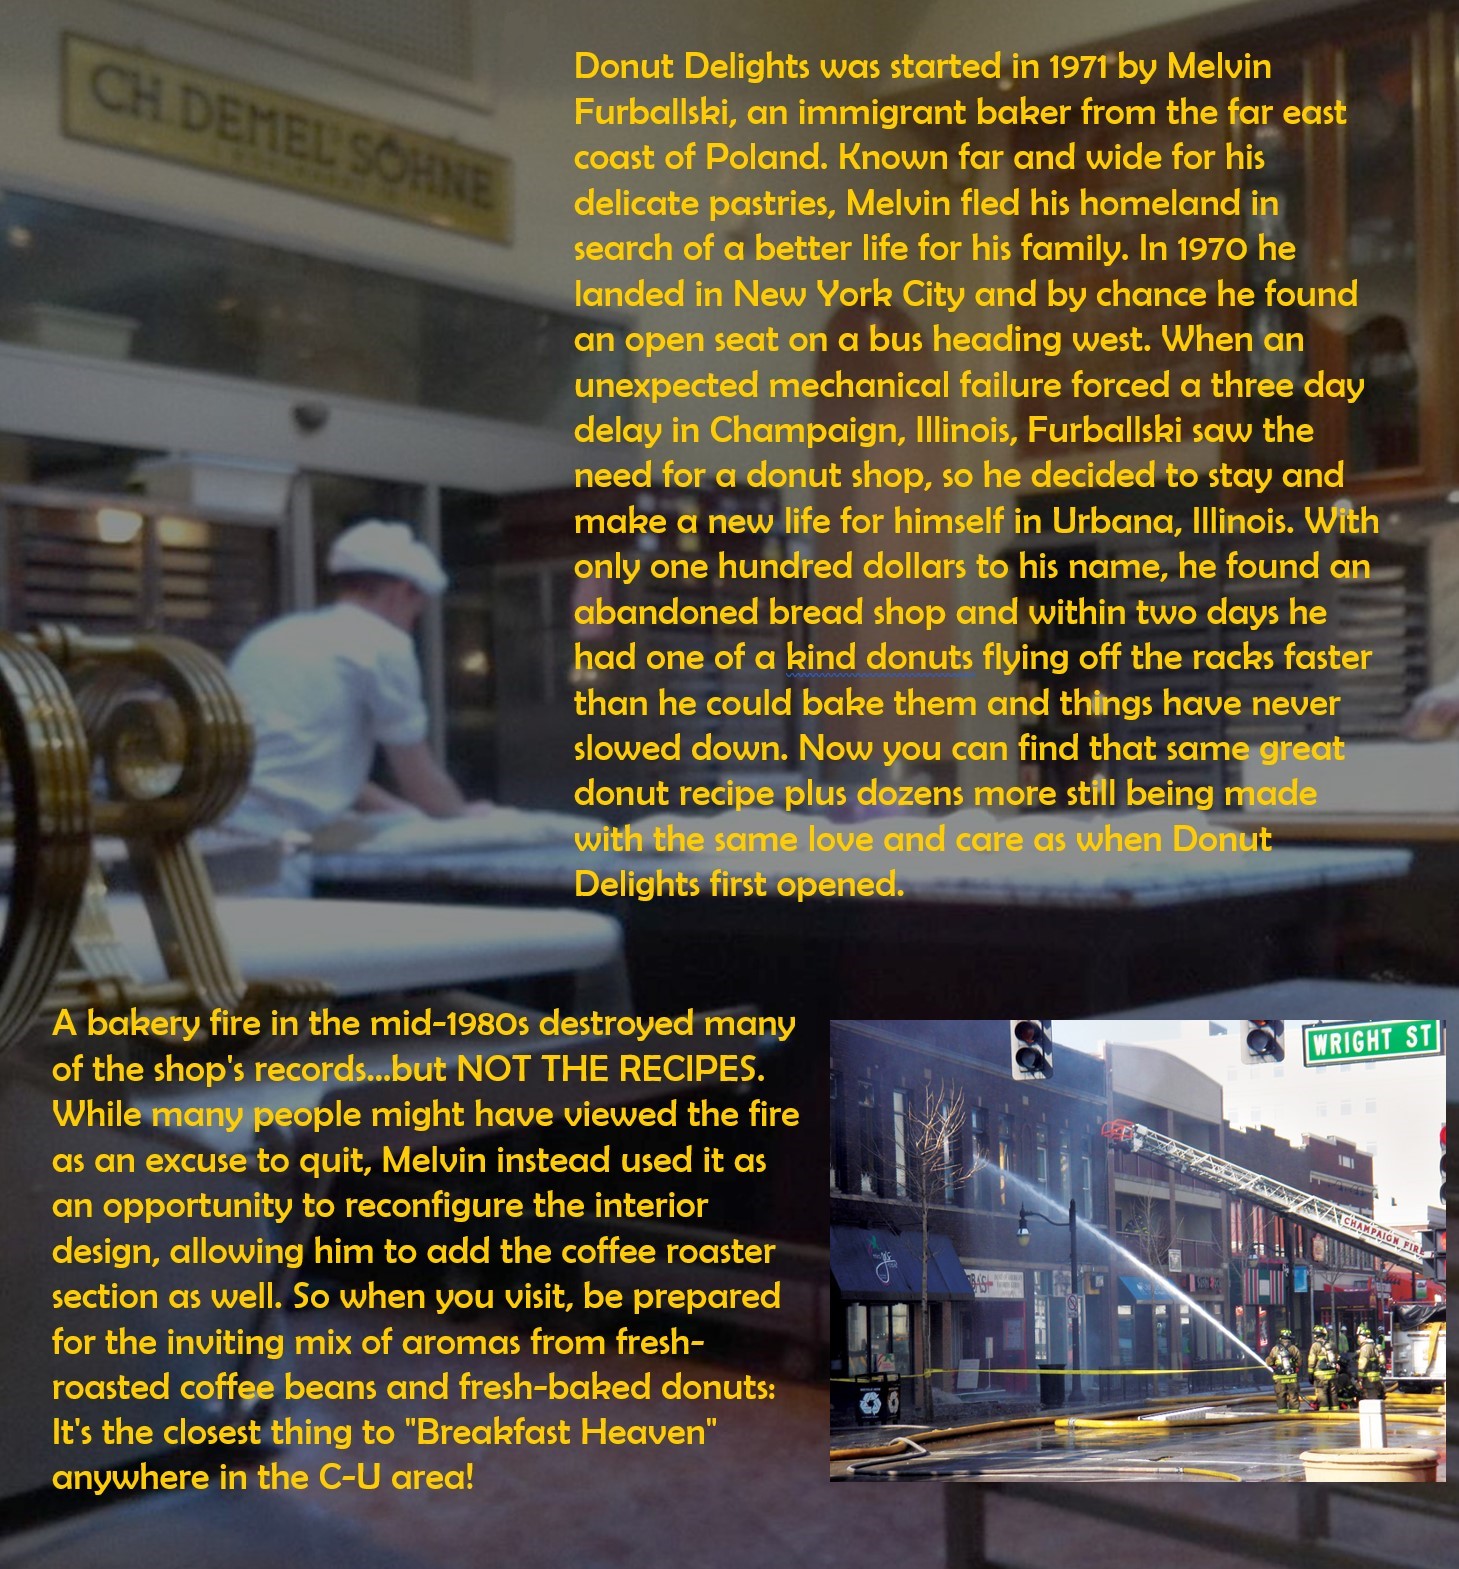 CH. DEMEL'S SÖHNE
Donut Delights was started in 1971 by Melvin
Furballski, an immigrant baker from the far east
coast of Poland. Known far and wide for his
delicate pastries, Melvin fled his homeland in
search of a better life for his family. In 1970 he
landed in New York City and by chance he found
an open seat on a bus heading west. When an
unexpected mechanical failure forced a three day
delay in Champaign, Illinois, Furballski saw the
need for a donut shop, so he decided to stay and
make a new life for himself in Urbana, Illinois. With
only one hundred dollars to his name, he found an
abandoned bread shop and within two days he
had one of a kind donuts flying off the racks faster
than he could bake them and things have never
slowed down. Now you can find that same great
donut recipe plus dozens more still being made
with the same love and care as when Donut
Delights first opened.
A bakery fire in the mid-1980s destroyed many
of the shop's records...but NOT THE RECIPES.
While many people might have viewed the fire
as an excuse to quit, Melvin instead used it as
an opportunity to reconfigure the interior
design, allowing him to add the coffee roaster
section as well. So when you visit, be prepared
for the inviting mix of aromas from fresh-
roasted coffee beans and fresh-baked donuts:
It's the closest thing to "Breakfast Heaven"
anywhere in the C-U area!
WRIGHT ST
CHAMPAIGN FIRE